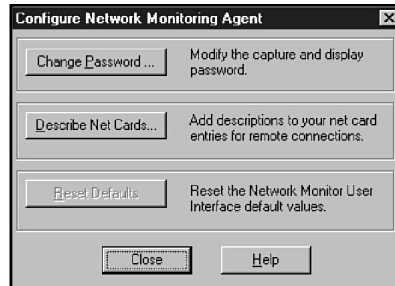 Configure Network Monitoring Agent
Change Password ...
Modify the capture and display
password.
Describe Net Cards...
Add descriptions to your net card
entries for remote connections.
Reset Defaults
Reset the Network Monitor User
Interface default values.
Close
Help